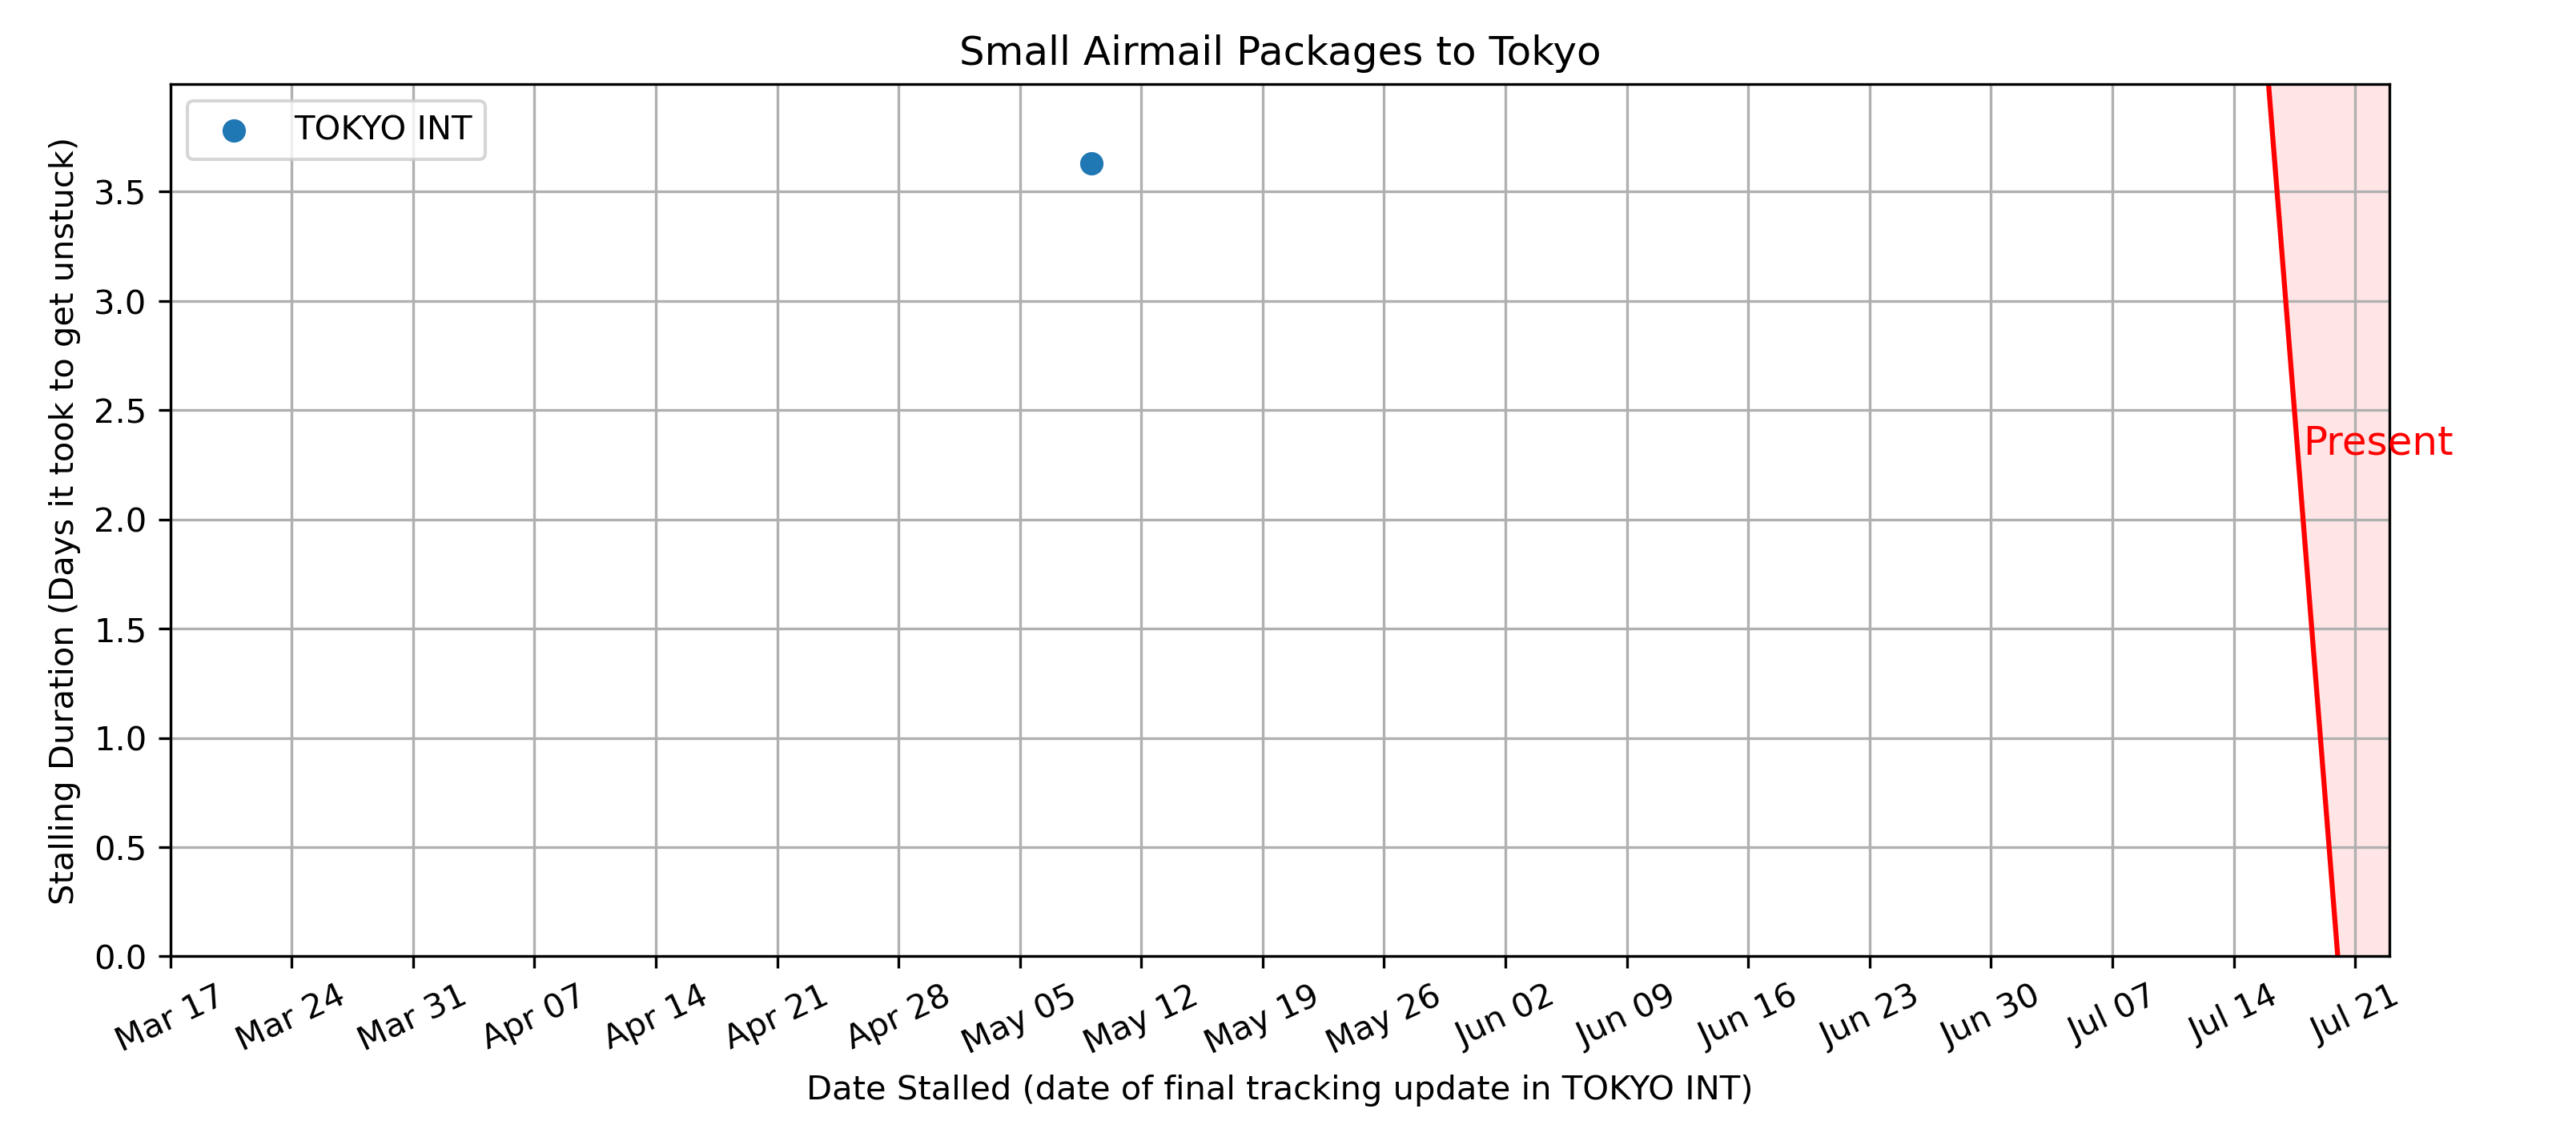 Small Airmail Packages to Tokyo
TOKYO INT
Stalling Duration (Days it took to get unstuck)
3.5
3.0
2.5
2.0
1.5
1.0
0.5
0.0
Present
Mar 17 Mar 24 Mar 31 Apr 07 Apr 14 Apr 21 Apr 28 May 05 May 12 May 19 May 26 Jun 02 Jun 09 Jun 16 Jun 23 Jun 30 Jul 07 Jul 14 Jul 21
Date Stalled (date of final tracking update in TOKYO INT)